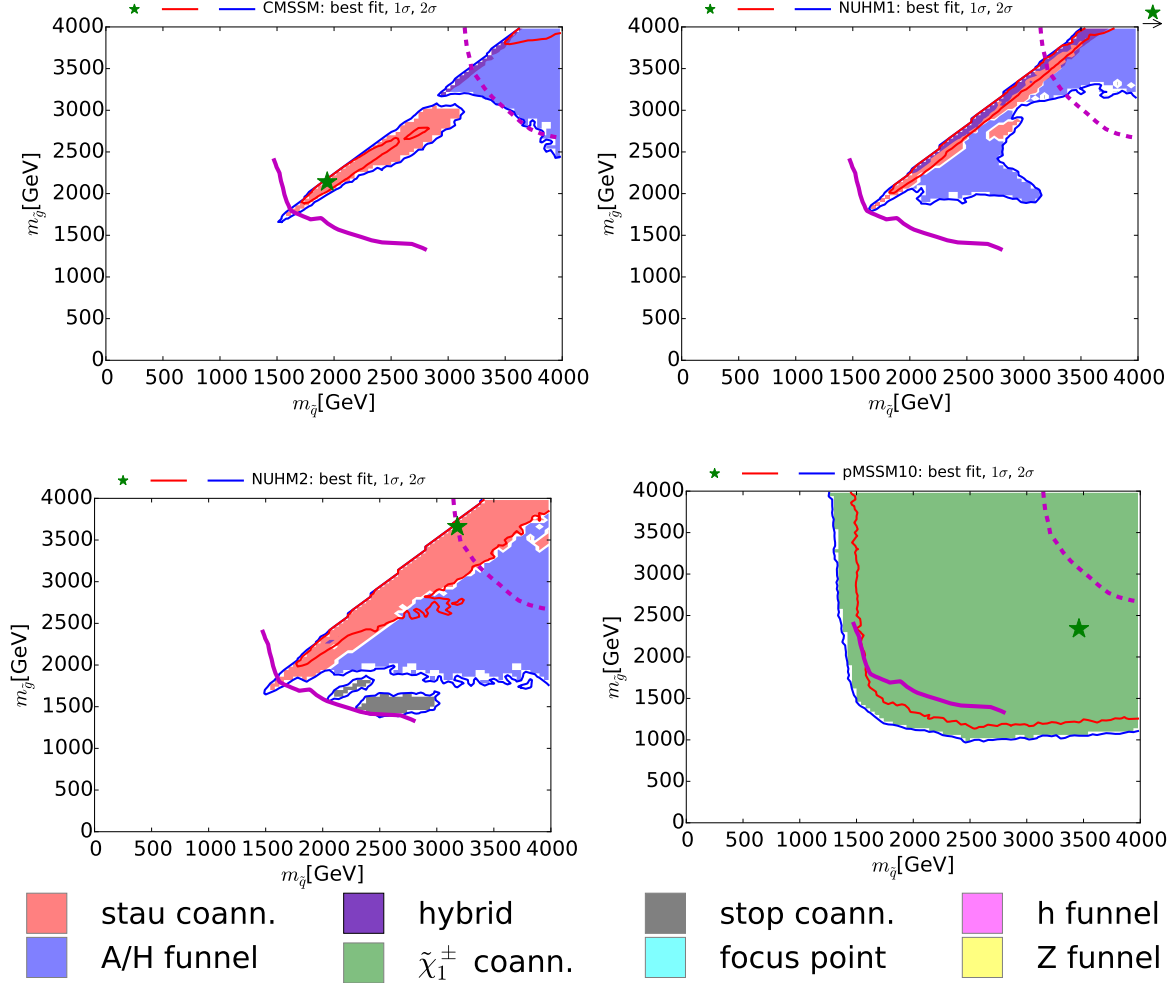 CMSSM: best fit, 1σ, 2σ
4000
3500
3000
2500
2000
1500
1000
500
0
m_g̃[GeV]
0 500 1000 1500 2000 2500 3000 3500 4000
m_q̃[GeV]
NUHM1: best fit, 1σ, 2σ
4000
3500
3000
2500
2000
1500
1000
500
0
m_g̃[GeV]
0 500 1000 1500 2000 2500 3000 3500 4000
m_q̃[GeV]
NUHM2: best fit, 1σ, 2σ
4000
3500
3000
2500
2000
1500
1000
500
0
m_g̃[GeV]
0 500 1000 1500 2000 2500 3000 3500 4000
m_q̃[GeV]
pMSSM10: best fit, 1σ, 2σ
4000
3500
3000
2500
2000
1500
1000
500
0
m_g̃[GeV]
0 500 1000 1500 2000 2500 3000 3500 4000
m_q̃[GeV]
stau coann. hybrid stop coann. h funnel
A/H funnel χ̃₁± coann. focus point Z funnel